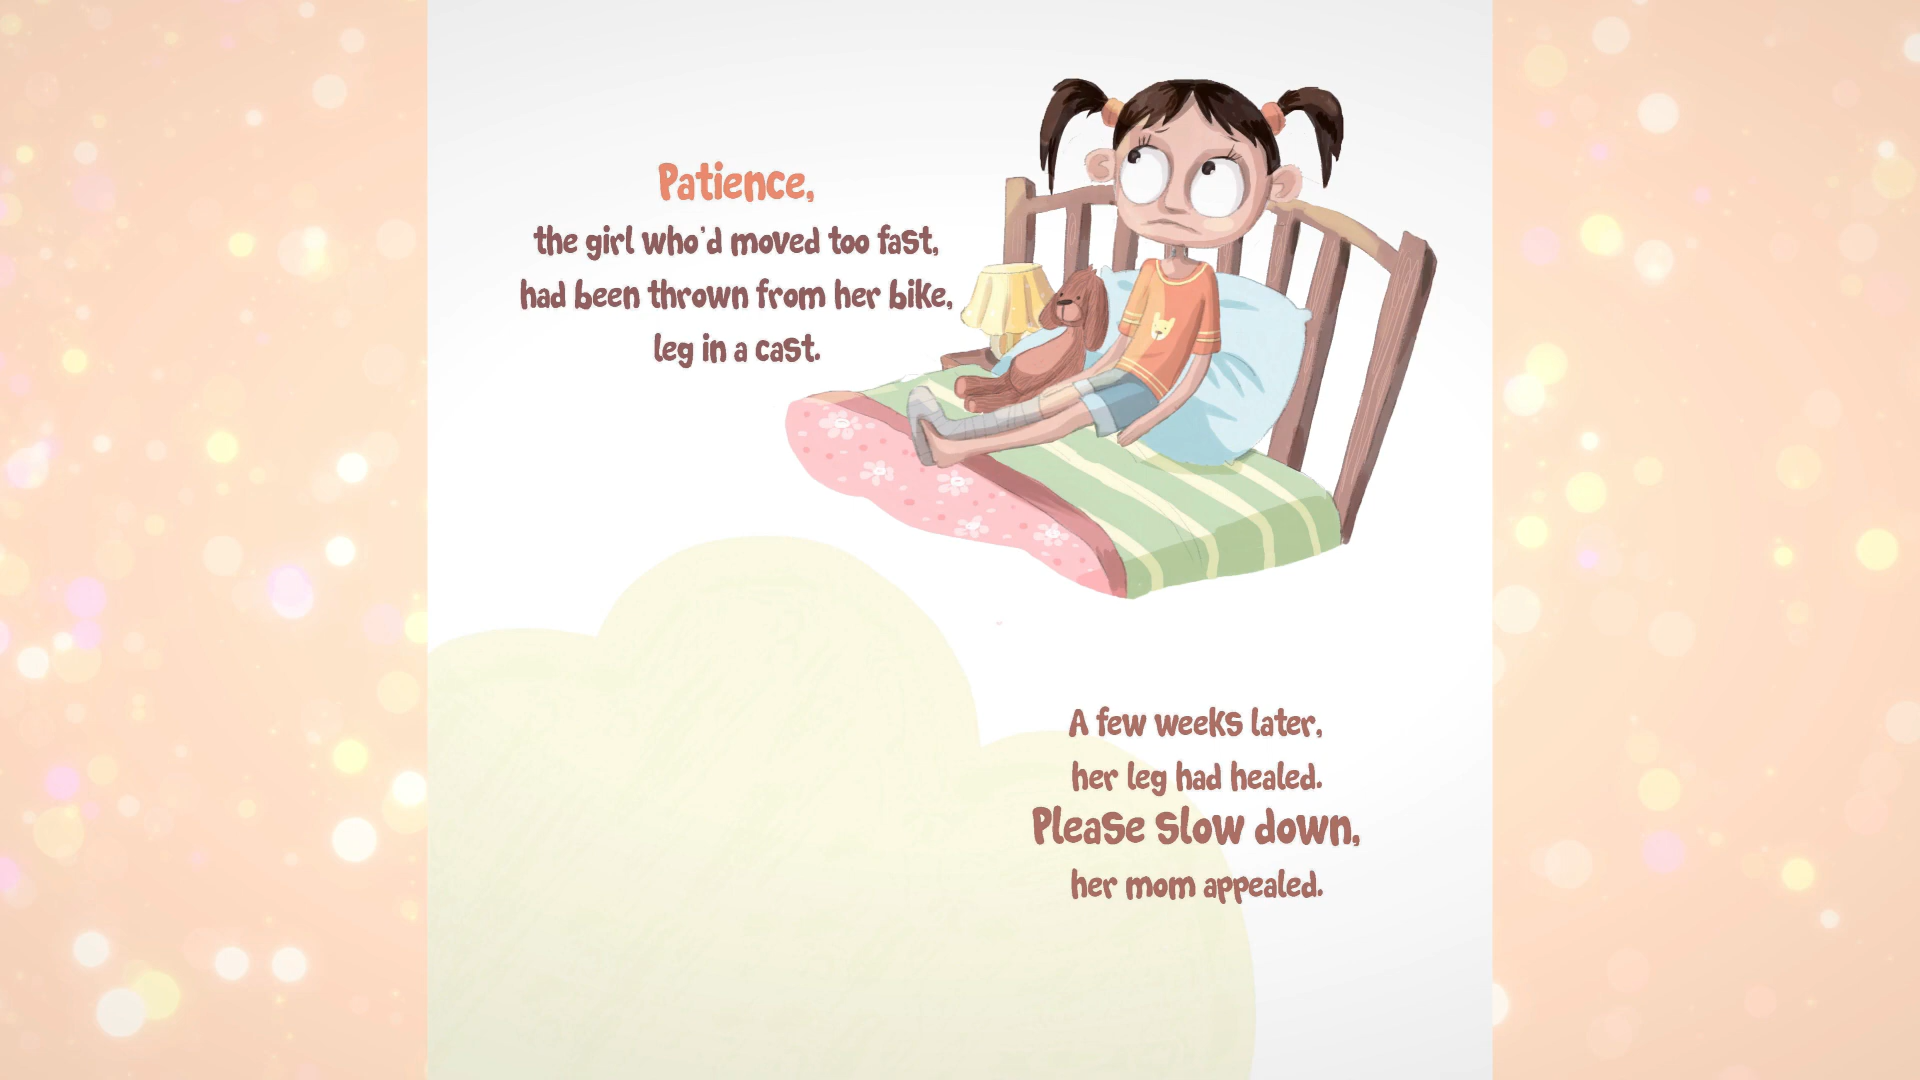 Patience,
the girl who'd moved too fast,
had been thrown from her bike,
leg in a cast.
A few weeks later,
her leg had healed.
Please slow down,
her mom appealed.